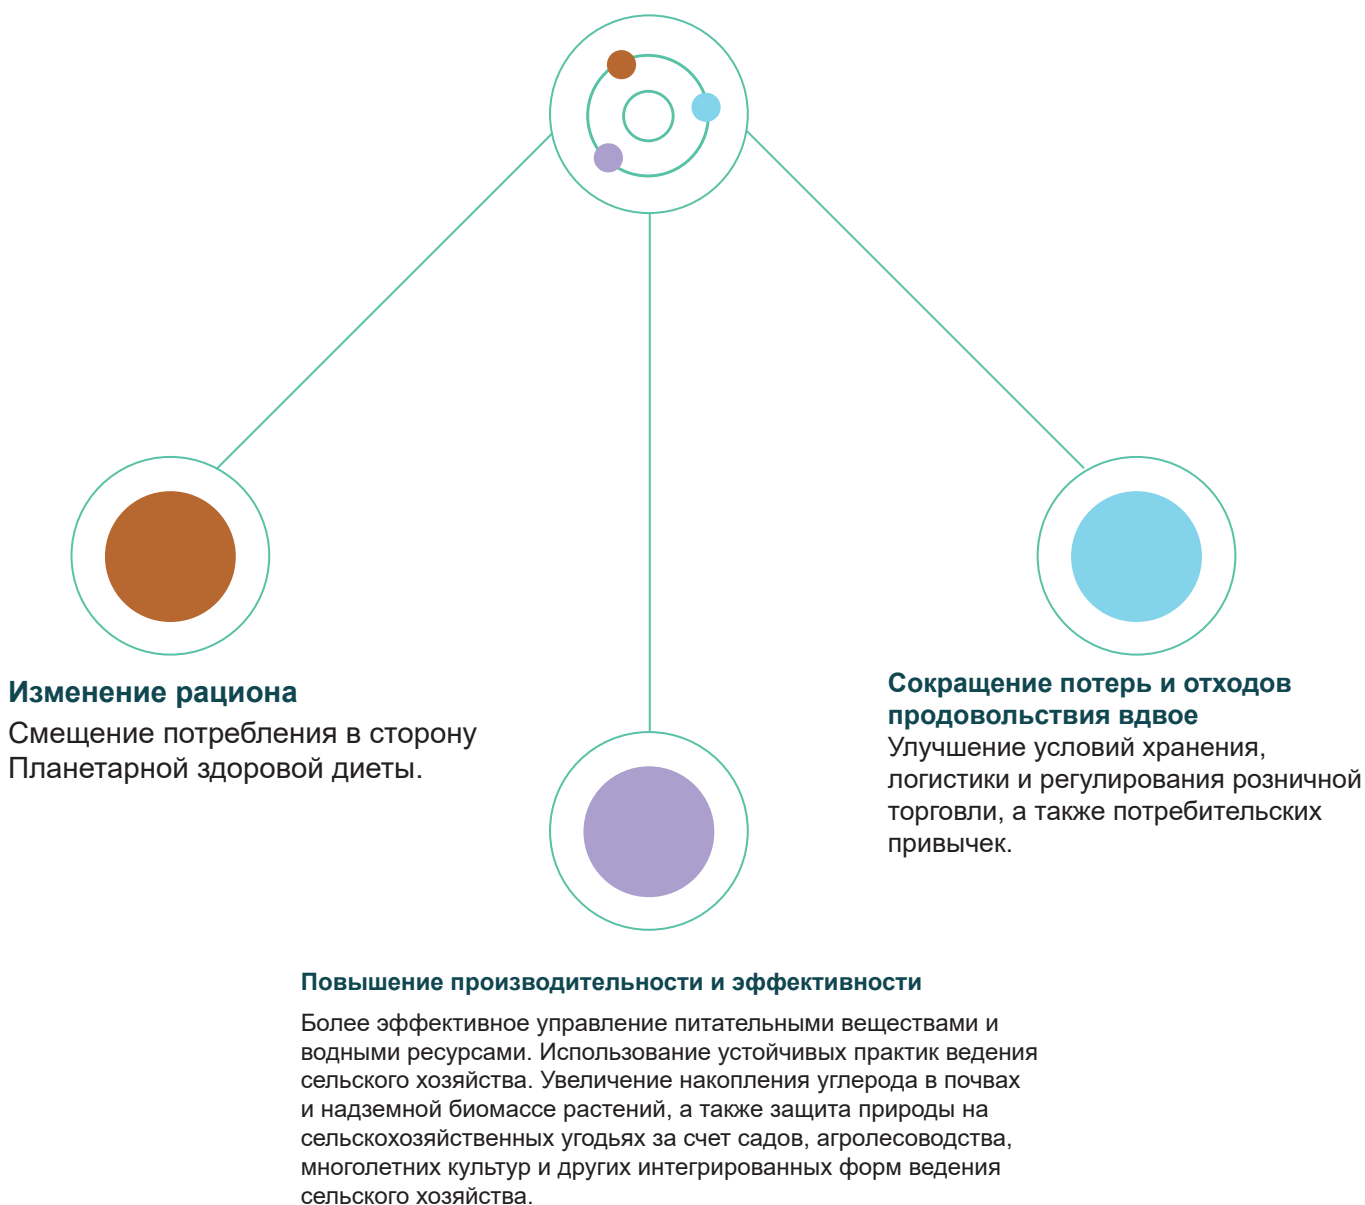 Изменение рациона
Смещение потребления в сторону
Планетарной здоровой диеты.
Сокращение потерь и отходов
продовольствия вдвое
Улучшение условий хранения,
логистики и регулирования розничной
торговли, а также потребительских
привычек.
Повышение производительности и эффективности
Более эффективное управление питательными веществами и
водными ресурсами. Использование устойчивых практик ведения
сельского хозяйства. Увеличение накопления углерода в почвах
и надземной биомассе растений, а также защита природы на
сельскохозяйственных угодьях за счет садов, агролесоводства,
многолетних культур и других интегрированных форм ведения
сельского хозяйства.